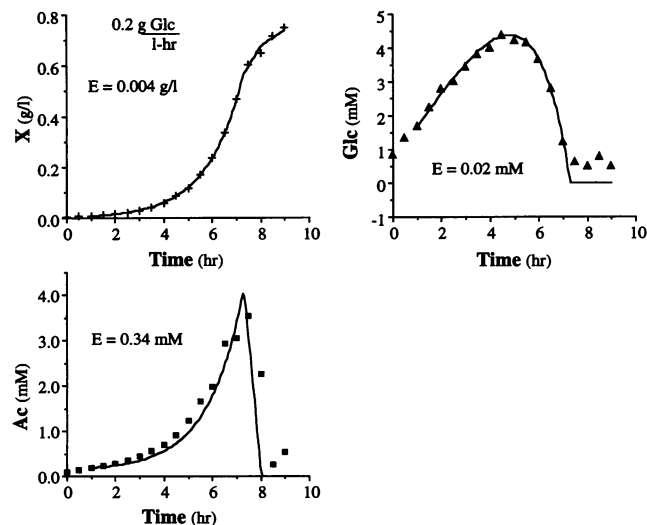 0.8
0.6
0.4
0.2
0.0
X (g/l)
0.2 g Glc
l-hr
E = 0.004 g/l
0 2 4 6 8 10
Time (hr)
5
4
3
2
1
0
-1
Glc (mM)
E = 0.02 mM
0 2 4 6 8 10
Time (hr)
4.0
3.0
2.0
1.0
0.0
Ac (mM)
E = 0.34 mM
0 2 4 6 8 10
Time (hr)